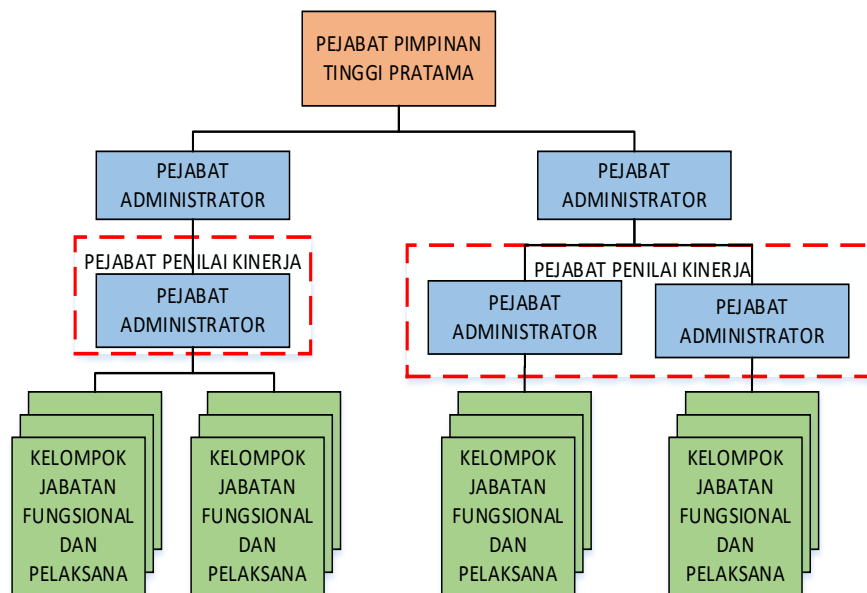 PEJABAT PIMPINAN
TINGGI PRATAMA
PEJABAT
ADMINISTRATOR
PEJABAT
ADMINISTRATOR
PEJABAT PENILAI KINERJA
PEJABAT
ADMINISTRATOR
PEJABAT PENILAI KINERJA
PEJABAT
ADMINISTRATOR
PEJABAT
ADMINISTRATOR
KELOMPOK
JABATAN
FUNGSIONAL
DAN
PELAKSANA
KELOMPOK
JABATAN
FUNGSIONAL
DAN
PELAKSANA
KELOMPOK
JABATAN
FUNGSIONAL
DAN
PELAKSANA
KELOMPOK
JABATAN
FUNGSIONAL
DAN
PELAKSANA